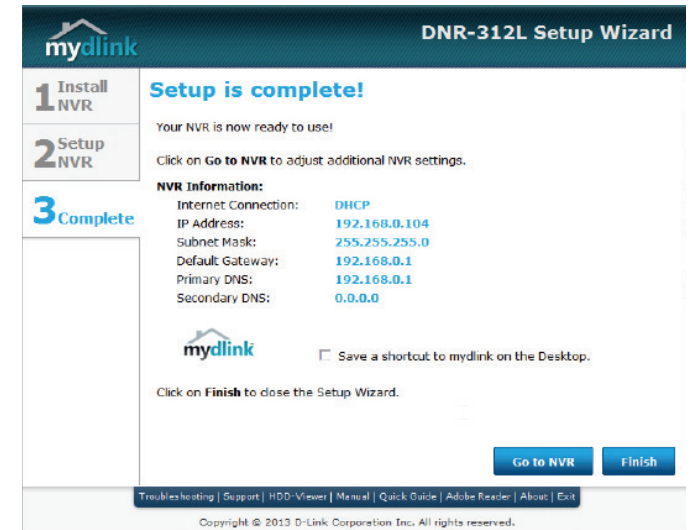 mydlink
DNR-312L Setup Wizard
1 Install NVR
2 Setup NVR
3 Complete
Setup is complete!
Your NVR is now ready to use!
Click on Go to NVR to adjust additional NVR settings.
NVR Information:
Internet Connection: DHCP
IP Address: 192.168.0.104
Subnet Mask: 255.255.255.0
Default Gateway: 192.168.0.1
Primary DNS: 192.168.0.1
Secondary DNS: 0.0.0.0
mydlink
Save a shortcut to mydlink on the Desktop.
Click on Finish to close the Setup Wizard.
Go to NVR
Finish
Troubleshooting | Support | HDD-Viewer | Manual | Quick Guide | Adobe Reader | About | Exit
Copyright © 2013 D-Link Corporation Inc. All rights reserved.